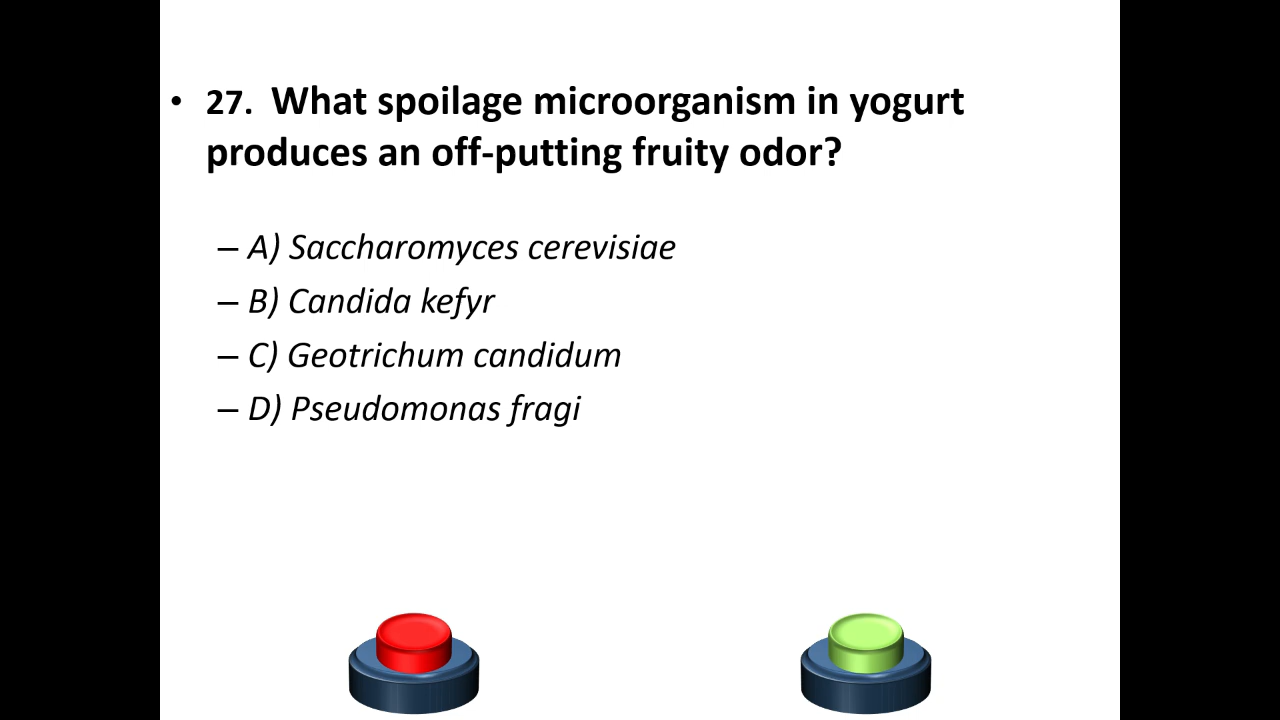 • 27. What spoilage microorganism in yogurt
produces an off-putting fruity odor?
– A) Saccharomyces cerevisiae
– B) Candida kefyr
– C) Geotrichum candidum
– D) Pseudomonas fragi